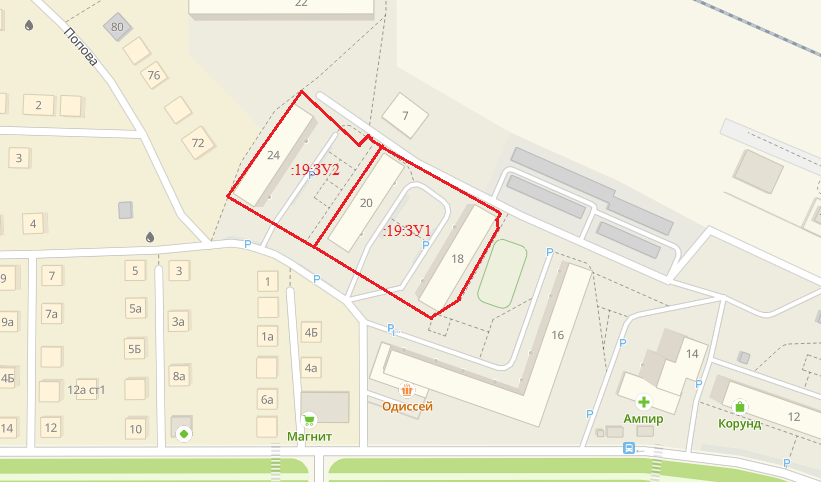 22
80
Попова
76
2
7
72
24
3
:19:ЗУ2
20
4
:19:ЗУ1
18
P
P
P
P
9
7
5
3
1
9а
7а
5а
3а
1а
4Б
P
16
P
14
4Б
5Б
8а
4а
P
12а ст1
6а
Одиссей
Ампир
Корунд
12
P
14
12
10
Магнит
P
P